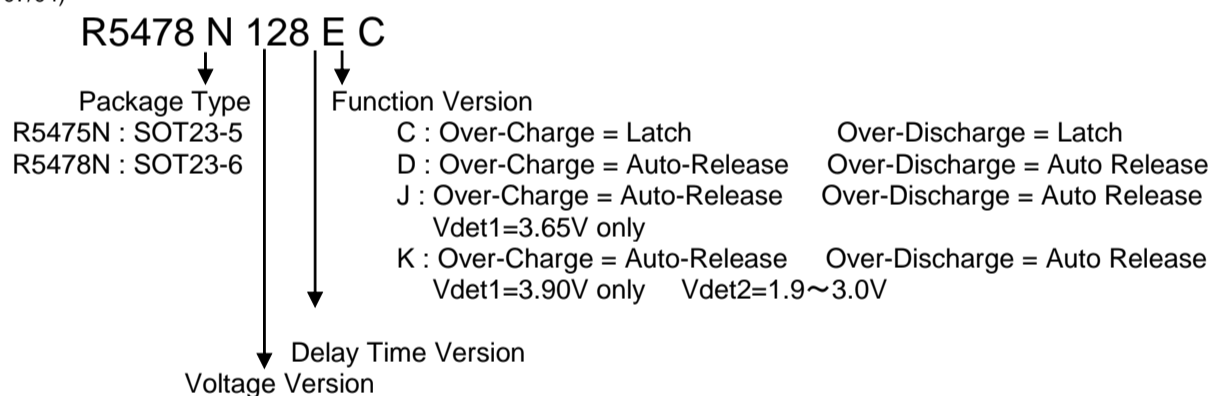 R5478 N 128 E C
Package Type Function Version
R5475N : SOT23-5 C : Over-Charge = Latch Over-Discharge = Latch
R5478N : SOT23-6 D : Over-Charge = Auto-Release Over-Discharge = Auto Release
J : Over-Charge = Auto-Release Over-Discharge = Auto Release
Vdet1=3.65V only
K : Over-Charge = Auto-Release Over-Discharge = Auto Release
Vdet1=3.90V only Vdet2=1.9～3.0V
Delay Time Version
Voltage Version